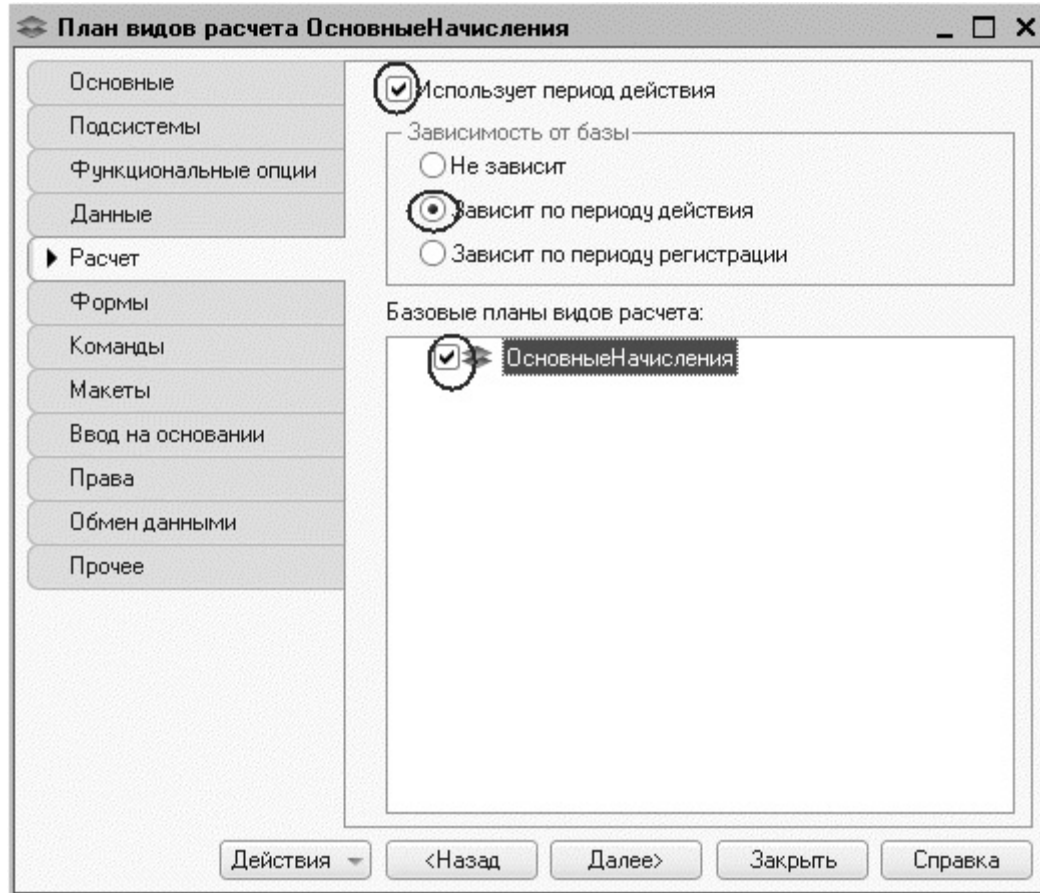 План видов расчета ОсновныеНачисления
Основные
Подсистемы
Функциональные опции
Данные
Расчет
Формы
Команды
Макеты
Ввод на основании
Права
Обмен данными
Прочее
Использует период действия
Зависимость от базы
Не зависит
Зависит по периоду действия
Зависит по периоду регистрации
Базовые планы видов расчета:
ОсновныеНачисления
Действия
<Назад
Далее>
Закрыть
Справка